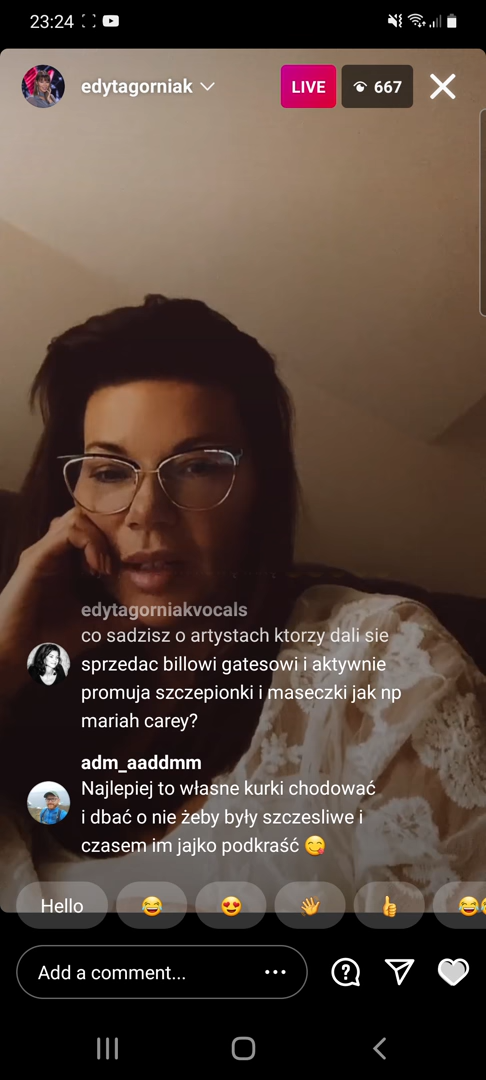 23:24
edytagorniak
LIVE
667
edytagorniakvocals
co sadzisz o artystach ktorzy dali sie
sprzedac billowi gatesowi i aktywnie
promuja szczepionki i maseczki jak np
mariah carey?
adm_aaddmm
Najlepiej to własne kurki chodować
i dbać o nie żeby były szczesliwe i
czasem im jajko podkraść 😋
Hello 😂 😍 👋 👍 😂
Add a comment...